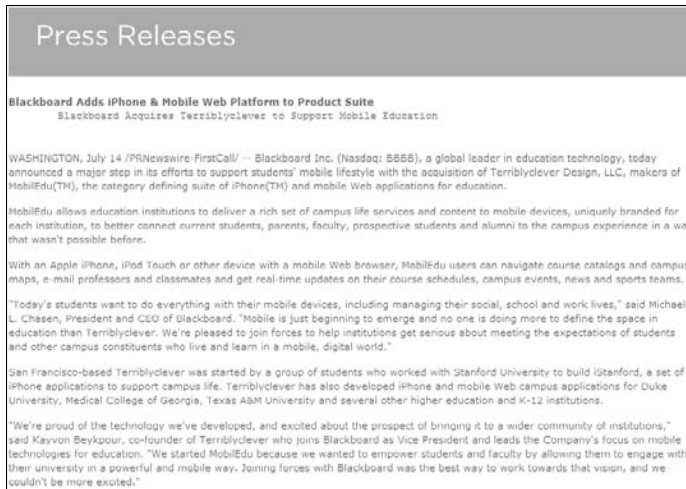 Press Releases
Blackboard Adds iPhone & Mobile Web Platform to Product Suite
Blackboard Acquires Terriblyclever to Support Mobile Education
WASHINGTON, July 14 /PRNewswire-FirstCall/ -- Blackboard Inc. (Nasdaq: BBBB), a global leader in education technology, today
announced a major step in its efforts to support students' mobile lifestyle with the acquisition of Terriblyclever Design, LLC, makers of
MobilEdu(TM), the category defining suite of iPhone(TM) and mobile Web applications for education.
MobilEdu allows education institutions to deliver a rich set of campus life services and content to mobile devices, uniquely branded for
each institution, to better connect current students, parents, faculty, prospective students and alumni to the campus experience in a wa
that wasn't possible before.
With an Apple iPhone, iPod Touch or other device with a mobile Web browser, MobilEdu users can navigate course catalogs and campus
maps, e-mail professors and classmates and get real-time updates on their course schedules, campus events, news and sports teams.
"Today's students want to do everything with their mobile devices, including managing their social, school and work lives," said Michael
L. Chasen, President and CEO of Blackboard. "Mobile is just beginning to emerge and no one is doing more to define the space in
education than Terriblyclever. We're pleased to join forces to help institutions get serious about meeting the expectations of students
and other campus constituents who live and learn in a mobile, digital world."
San Francisco-based Terriblyclever was started by a group of students who worked with Stanford University to build iStanford, a set of
iPhone applications to support campus life. Terriblyclever has also developed iPhone and mobile Web campus applications for Duke
University, Medical College of Georgia, Texas A&M University and several other higher education and K-12 institutions.
"We're proud of the technology we've developed, and excited about the prospect of bringing it to a wider community of institutions,"
said Kayvon Beykpour, co-founder of Terriblyclever who joins Blackboard as Vice President and leads the Company's focus on mobile
technologies for education. "We started MobilEdu because we wanted to empower students and faculty by allowing them to engage with
their university in a powerful and mobile way. Joining forces with Blackboard was the best way to work towards that vision, and we
couldn't be more excited."